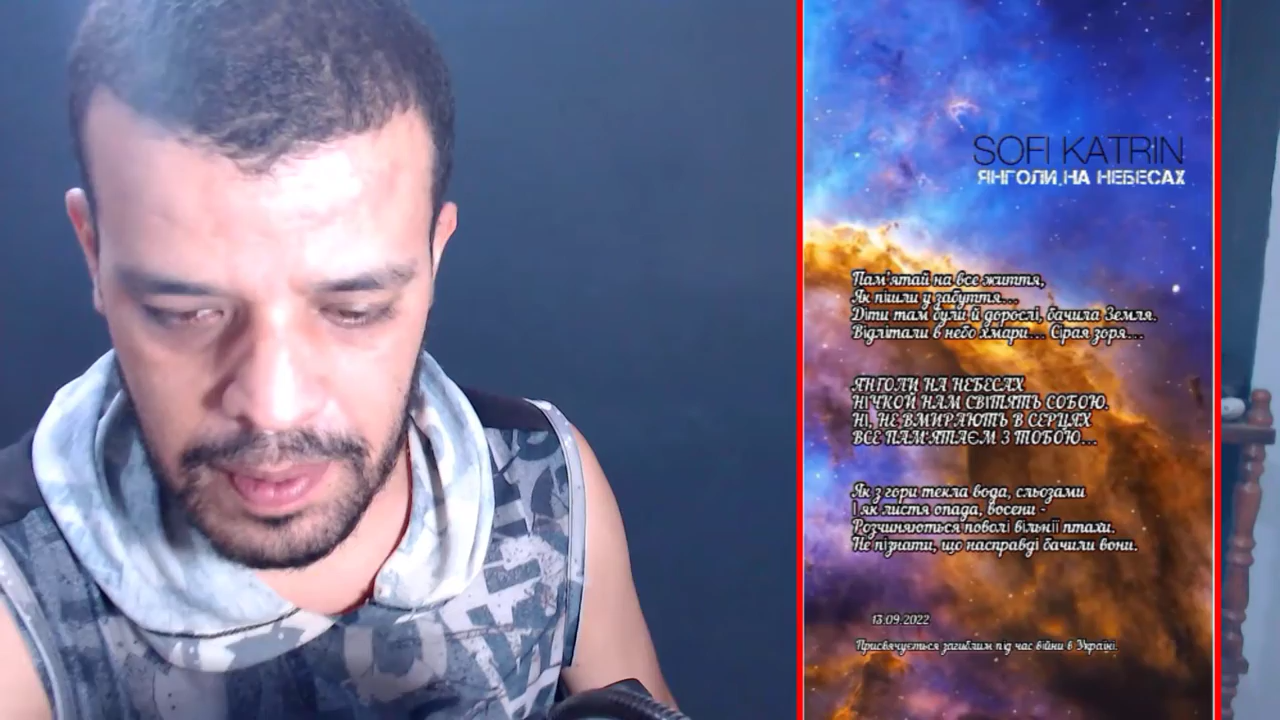 SOFI KATRIN
ЯНГОЛИ НА НЕБЕСАХ
Пам'ятай на все життя,
Як пішли у забуття...
Діти там були й дорослі, бачила Земля.
Відлітали в небо хмари... Сірая зоря...
ЯНГОЛИ НА НЕБЕСАХ
НІЧКОЙ НАМ СВІТЯТЬ СОБОЮ.
НІ, НЕ ВМИРАЮТЬ В СЕРЦЯХ
ВСЕ ПАМ'ЯТАЄМ З ТОБОЮ...
Як з гори текла вода, сльозами
І як листя опада, восени -
Розчиняються поволі вільнії птахи.
Не пізнати, що насправді бачили вони.
13.09.2022
Присвячується загиблим під час війни в Україні.